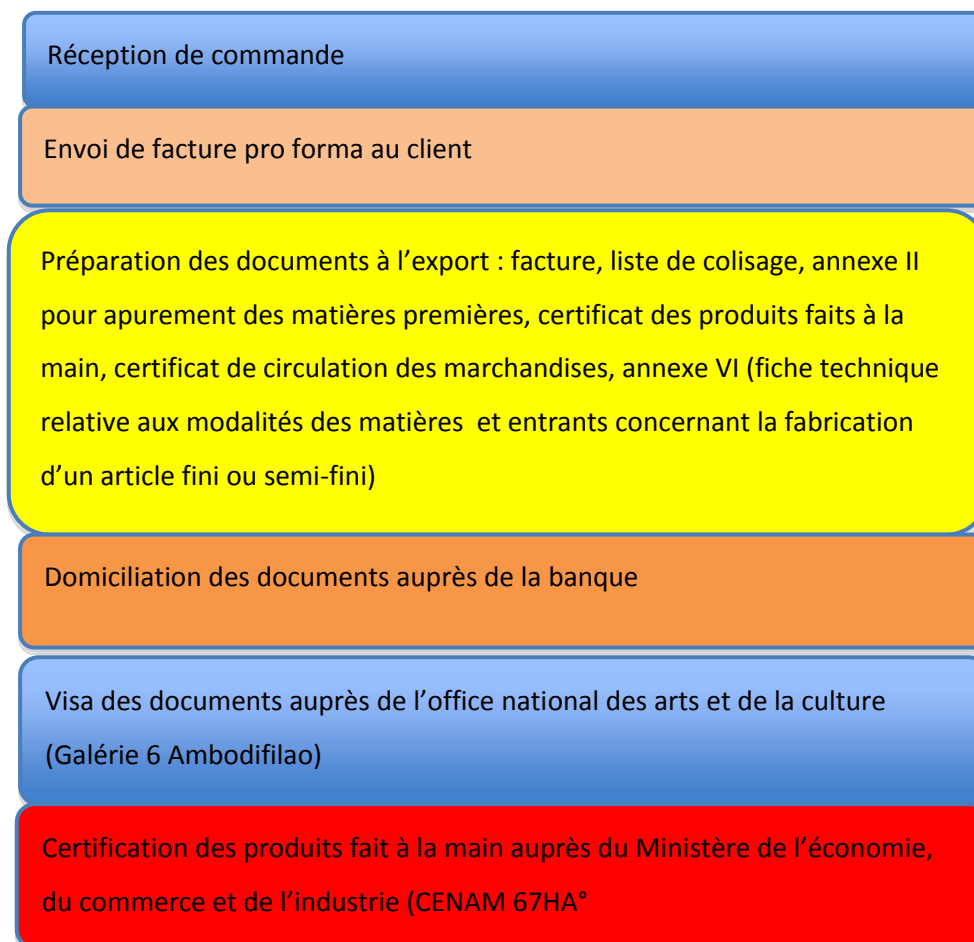 Réception de commande
Envoi de facture pro forma au client
Préparation des documents à l’export : facture, liste de colisage, annexe II
pour apurement des matières premières, certificat des produits faits à la
main, certificat de circulation des marchandises, annexe VI (fiche technique
relative aux modalités des matières et entrants concernant la fabrication
d’un article fini ou semi-fini)
Domiciliation des documents auprès de la banque
Visa des documents auprès de l’office national des arts et de la culture
(Galérie 6 Ambodifilao)
Certification des produits fait à la main auprès du Ministère de l’économie,
du commerce et de l’industrie (CENAM 67HA°